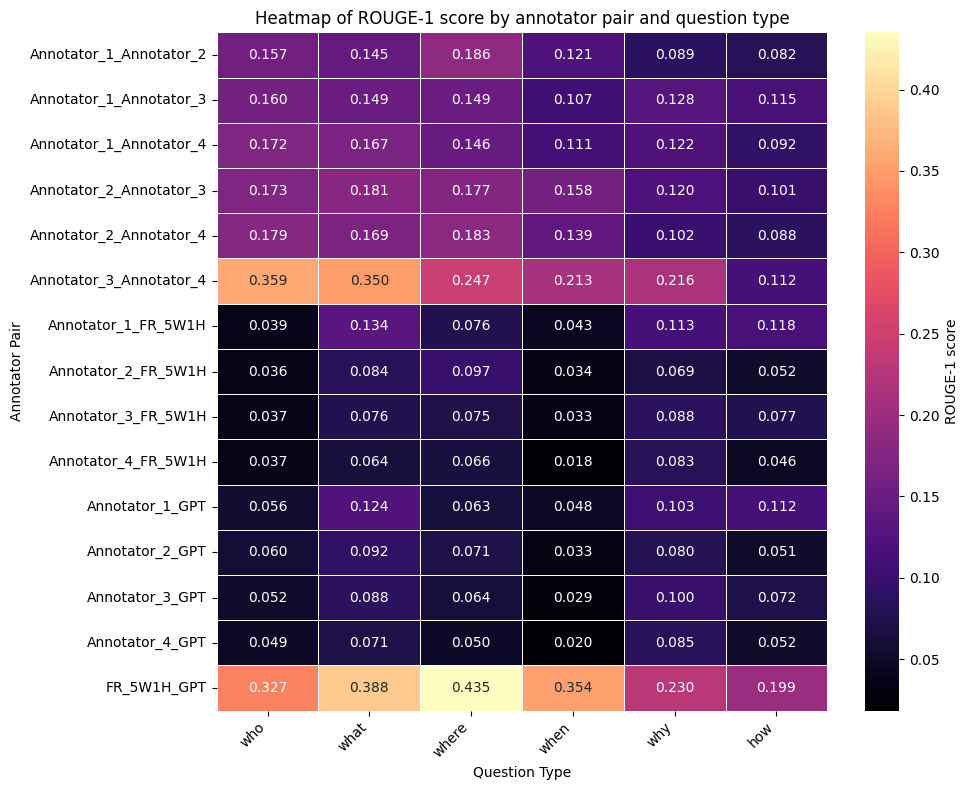 Heatmap of ROUGE-1 score by annotator pair and question type
Annotator Pair
Annotator_1_Annotator_2 0.157 0.145 0.186 0.121 0.089 0.082
Annotator_1_Annotator_3 0.160 0.149 0.149 0.107 0.128 0.115
Annotator_1_Annotator_4 0.172 0.167 0.146 0.111 0.122 0.092
Annotator_2_Annotator_3 0.173 0.181 0.177 0.158 0.120 0.101
Annotator_2_Annotator_4 0.179 0.169 0.183 0.139 0.102 0.088
Annotator_3_Annotator_4 0.359 0.350 0.247 0.213 0.216 0.112
Annotator_1_FR_5W1H 0.039 0.134 0.076 0.043 0.113 0.118
Annotator_2_FR_5W1H 0.036 0.084 0.097 0.034 0.069 0.052
Annotator_3_FR_5W1H 0.037 0.076 0.075 0.033 0.088 0.077
Annotator_4_FR_5W1H 0.037 0.064 0.066 0.018 0.083 0.046
Annotator_1_GPT 0.056 0.124 0.063 0.048 0.103 0.112
Annotator_2_GPT 0.060 0.092 0.071 0.033 0.080 0.051
Annotator_3_GPT 0.052 0.088 0.064 0.029 0.100 0.072
Annotator_4_GPT 0.049 0.071 0.050 0.020 0.085 0.052
FR_5W1H_GPT 0.327 0.388 0.435 0.354 0.230 0.199
who what where when why how
Question Type
0.40
0.35
0.30
0.25
0.20
0.15
0.10
0.05
ROUGE-1 score